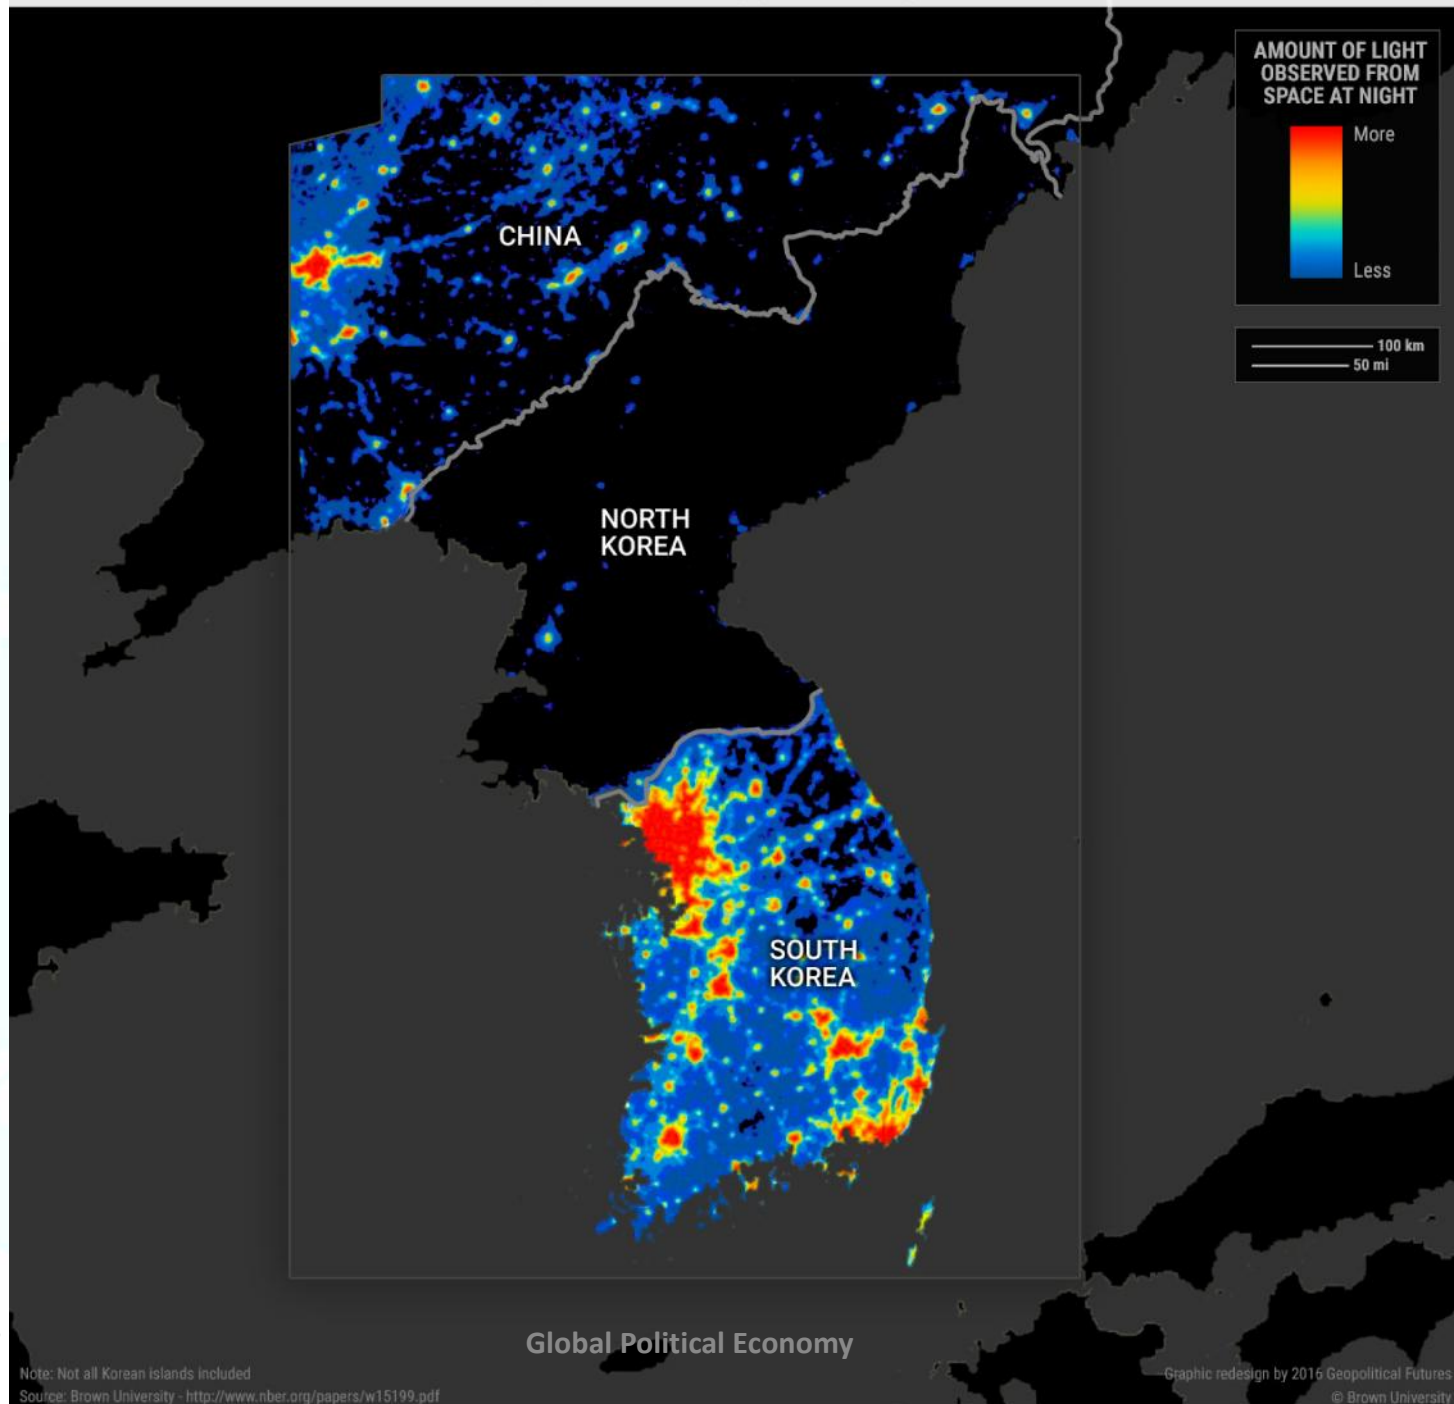 AMOUNT OF LIGHT
OBSERVED FROM
SPACE AT NIGHT
More
Less
100 km
50 mi
CHINA
NORTH
KOREA
SOUTH
KOREA
Global Political Economy
Note: Not all Korean islands included
Source: Brown University - http://www.nber.org/papers/w15199.pdf
Graphic redesign by 2016 Geopolitical Futures
© Brown University